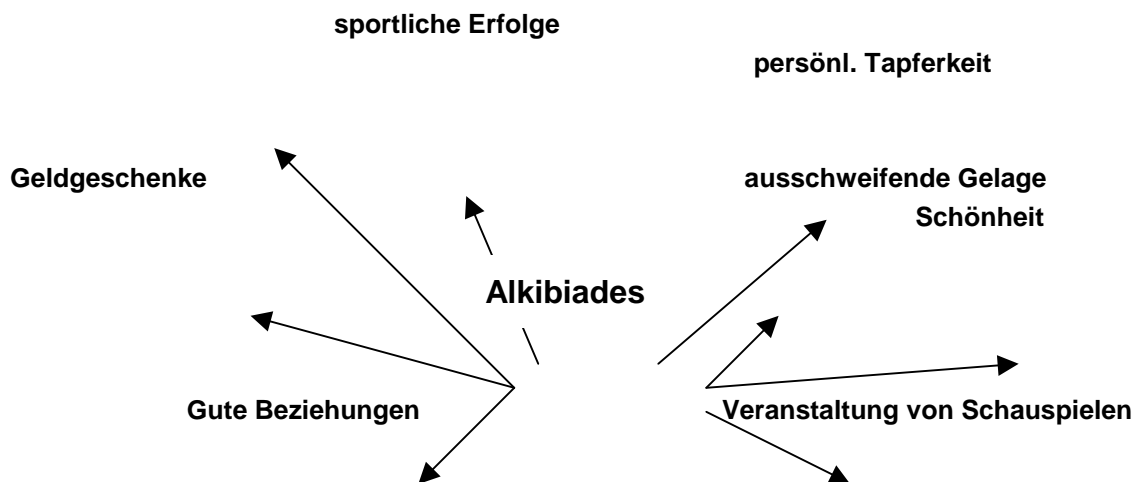 sportliche Erfolge
persönl. Tapferkeit
Geldgeschenke
ausschweifende Gelage
Schönheit
Alkibiades
Gute Beziehungen
Veranstaltung von Schauspielen